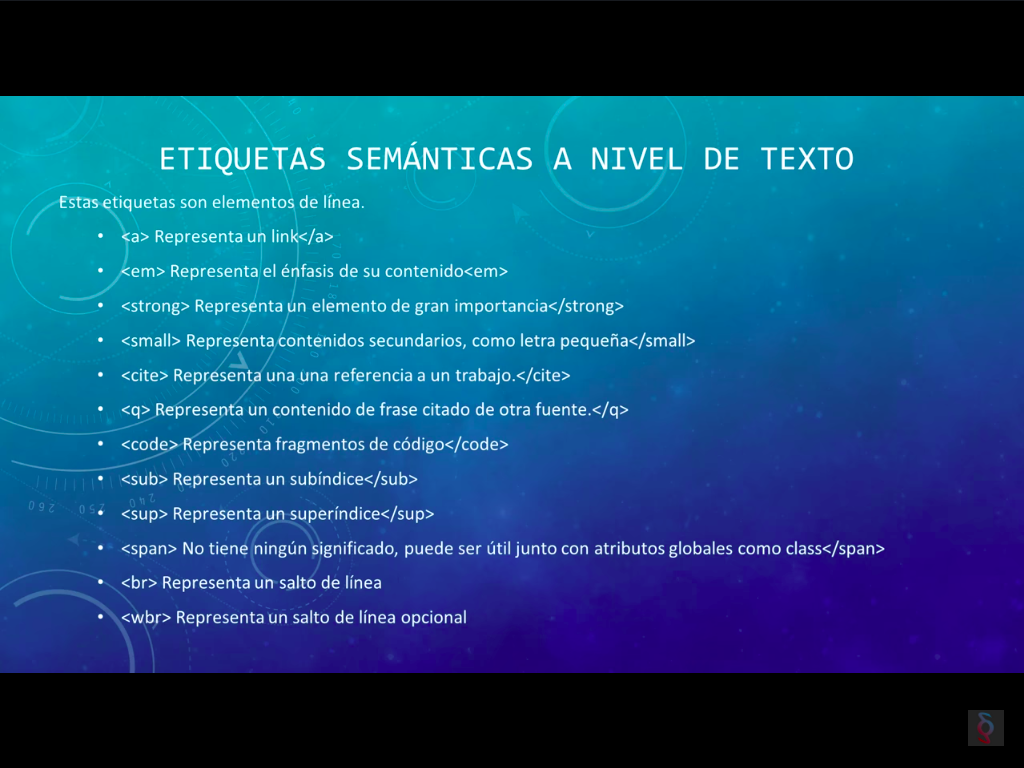 ETIQUETAS SEMÁNTICAS A NIVEL DE TEXTO
Estas etiquetas son elementos de línea.
• <a> Representa un link</a>
• <em> Representa el énfasis de su contenido<em>
• <strong> Representa un elemento de gran importancia</strong>
• <small> Representa contenidos secundarios, como letra pequeña</small>
• <cite> Representa una una referencia a un trabajo.</cite>
• <q> Representa un contenido de frase citado de otra fuente.</q>
• <code> Representa fragmentos de código</code>
• <sub> Representa un subíndice</sub>
• <sup> Representa un superíndice</sup>
• <span> No tiene ningún significado, puede ser útil junto con atributos globales como class</span>
• <br> Representa un salto de línea
• <wbr> Representa un salto de línea opcional
260 250 240 220 210